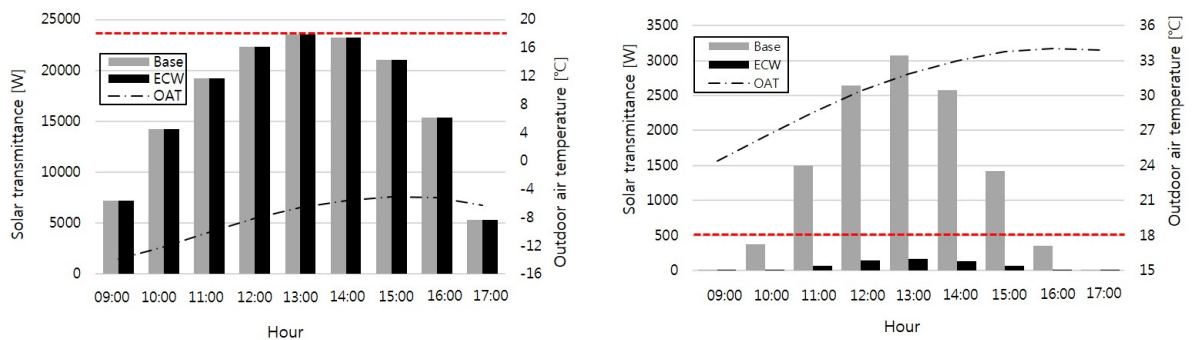 Solar transmittance [W]
25000
20000
15000
10000
5000
0
Base
ECW
OAT
20
16
12
8
4
0
-4
-8
-12
-16
Outdoor air temperature [℃]
09:00 10:00 11:00 12:00 13:00 14:00 15:00 16:00 17:00
Hour
Solar transmittance [W]
3500
3000
2500
2000
1500
1000
500
0
Base
ECW
OAT
36
33
30
27
24
21
18
15
Outdoor air temperature [℃]
09:00 10:00 11:00 12:00 13:00 14:00 15:00 16:00 17:00
Hour